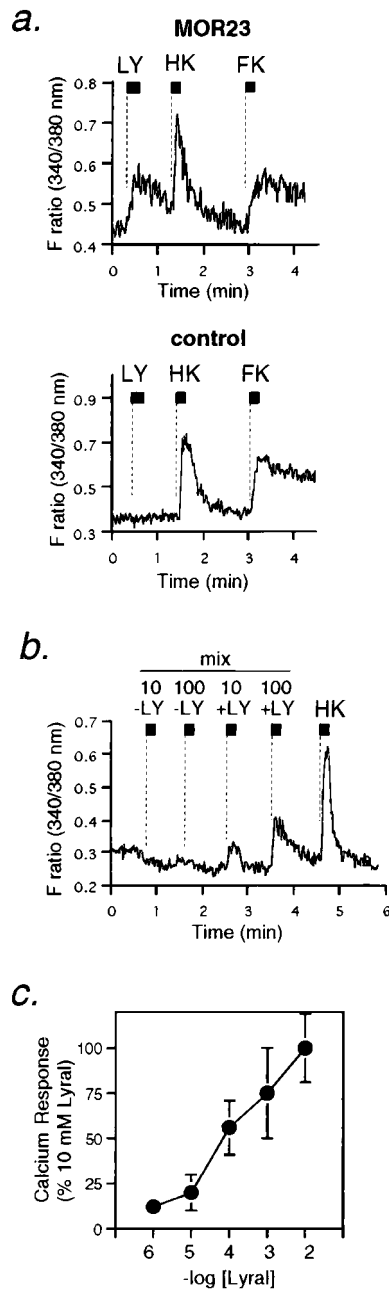 a.
MOR23
LY HK FK
F ratio (340/380 nm)
0.8
0.7
0.6
0.5
0.4
0 1 2 3 4
Time (min)
control
LY HK FK
F ratio (340/380 nm)
0.9
0.7
0.5
0.3
0 1 2 3 4
Time (min)
b.
mix
10 100 10 100
-LY -LY +LY +LY HK
F ratio (340/380 nm)
0.7
0.6
0.5
0.4
0.3
0.2
0 1 2 3 4 5 6
Time (min)
c.
Calcium Response
(% 10 mM Lyral)
100
75
50
25
0
6 5 4 3 2
-log [Lyral]